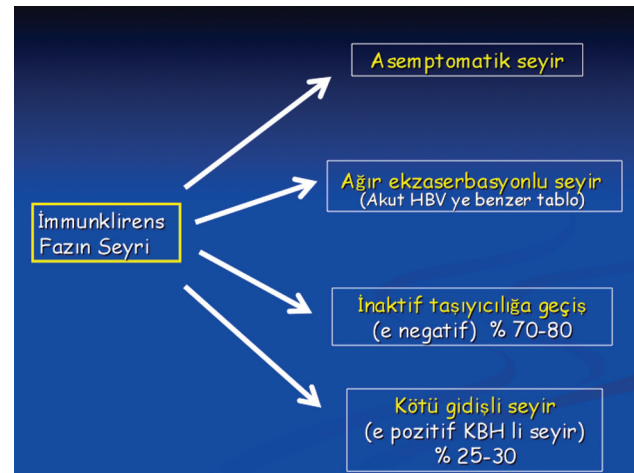 Asemptomatik seyir
Ağır ekzaserbasyonlu seyir
(Akut HBV ye benzer tablo)
İmmunklirens
Fazın Seyri
İnaktif taşıyıcılığa geçiş
(e negatif) % 70-80
Kötü gidişli seyir
(e pozitif KBH li seyir)
% 25-30